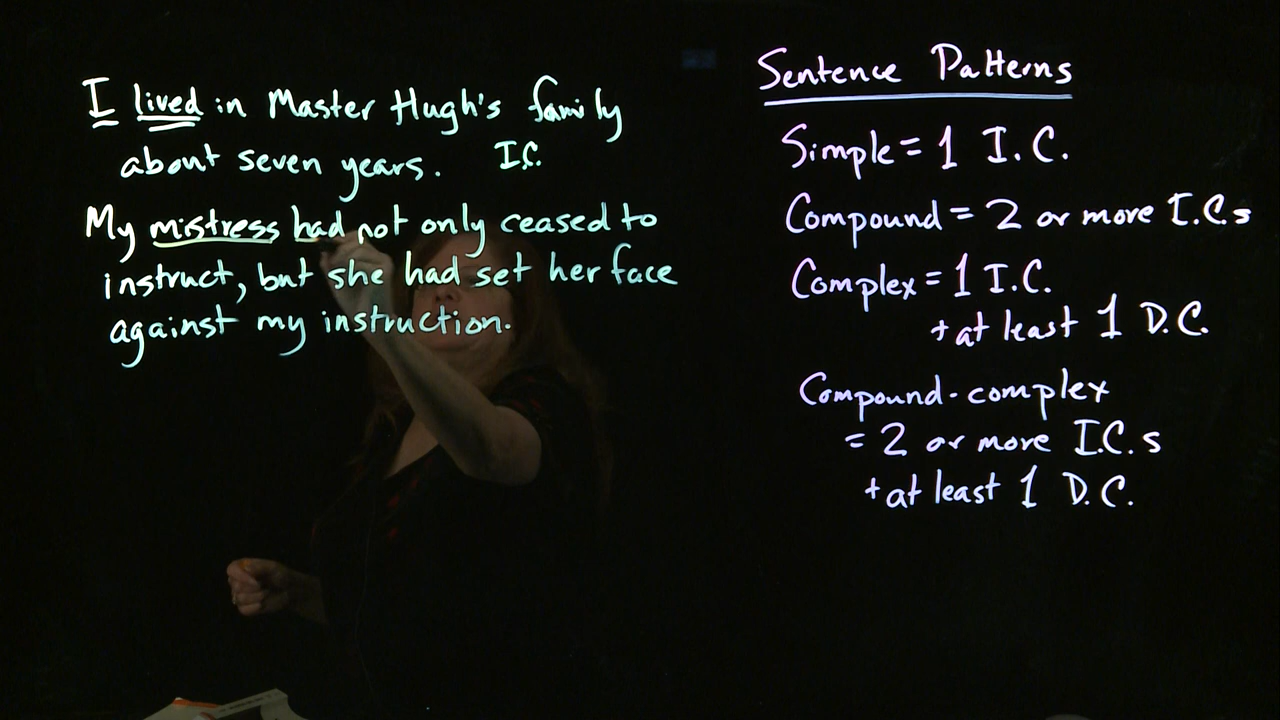 I lived in Master Hugh's family
about seven years. I.C.
My mistress had not only ceased to
instruct, but she had set her face
against my instruction.
Sentence Patterns
Simple = 1 I.C.
Compound = 2 or more I.C.s
Complex = 1 I.C.
+ at least 1 D.C.
Compound-complex
= 2 or more I.C.s
+ at least 1 D.C.